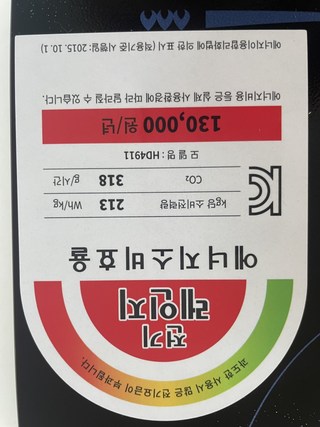 과도한 사용시 많은 전기요금이 부과됩니다.
전기
레인지
에너지소비효율
kg당 소비전력량 213 Wh/kg
CO₂ 318 g/시간
모 델 명 : HD4911
130,000 원/년
에너지비용은 실제 사용환경에 따라 달라질 수 있습니다.
에너지이용합리화법에 의한 표시 (적용기준 시행일: 2015. 10. 1)